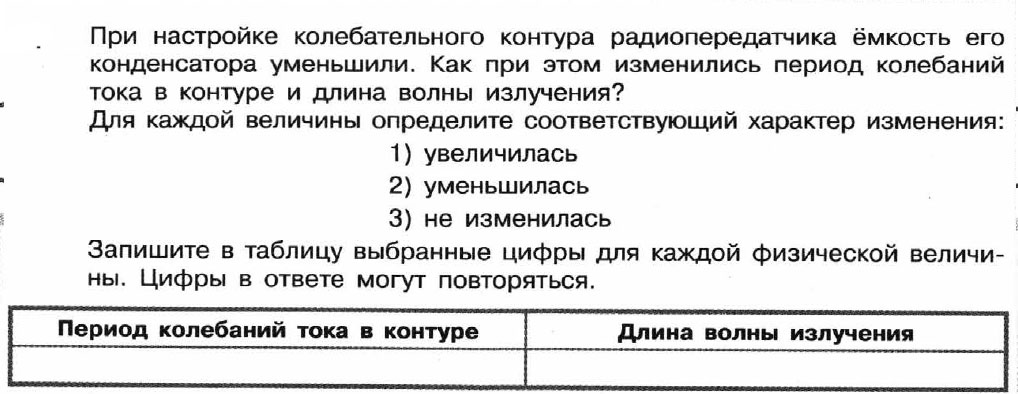 При настройке колебательного контура радиопередатчика ёмкость его
конденсатора уменьшили. Как при этом изменились период колебаний
тока в контуре и длина волны излучения?
Для каждой величины определите соответствующий характер изменения:
1) увеличилась
2) уменьшилась
3) не изменилась
Запишите в таблицу выбранные цифры для каждой физической величи-
ны. Цифры в ответе могут повторяться.
Период колебаний тока в контуре Длина волны излучения